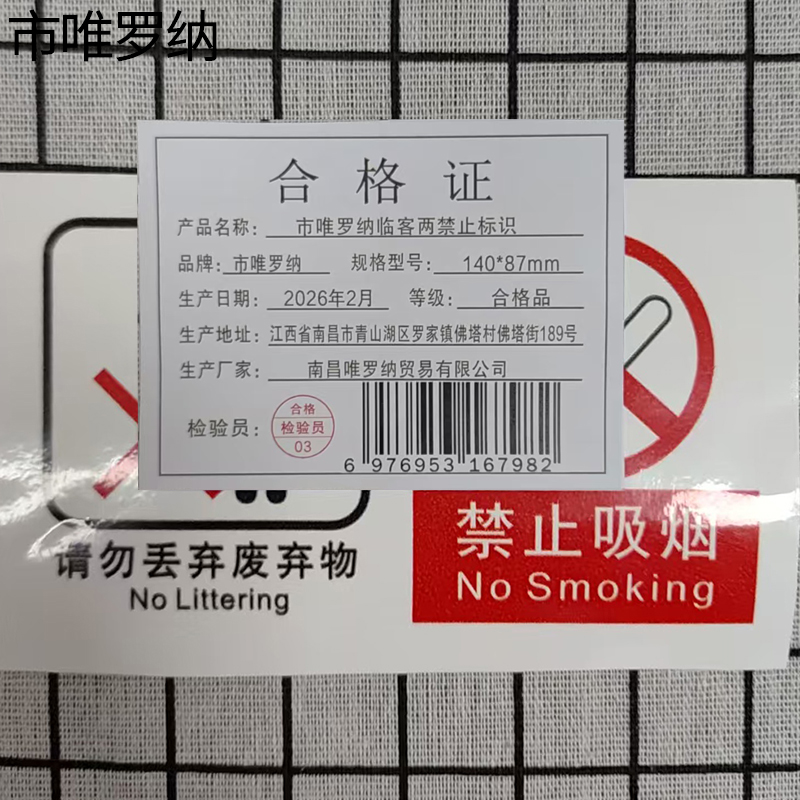 市唯罗纳
合格证
产品名称：市唯罗纳临客两禁止标识
品牌：市唯罗纳 规格型号：140*87mm
生产日期：2026年2月 等级：合格品
生产地址：江西省南昌市青山湖区罗家镇佛塔村佛塔街189号
生产厂家：南昌唯罗纳贸易有限公司
检验员：
合格
检验员
03
6 976953 167982
请勿丢弃废弃物
No Littering
禁止吸烟
No Smoking